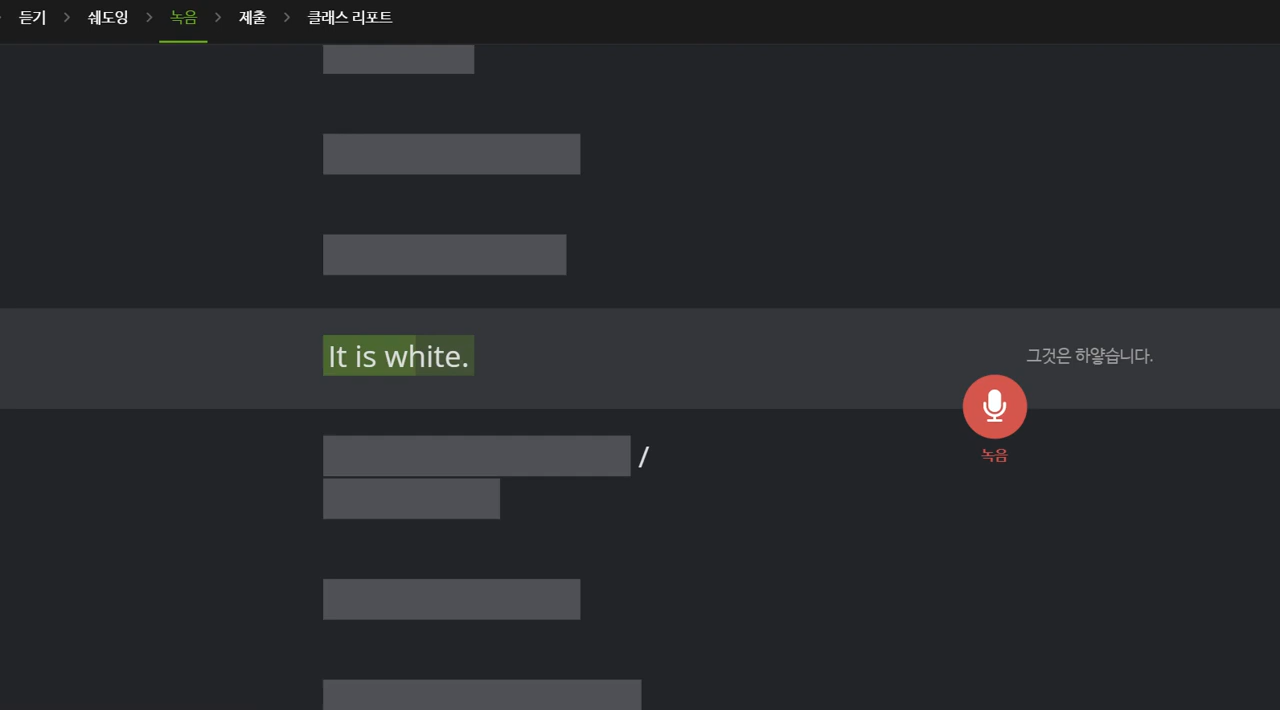 듣기 > 쉐도잉 > 녹음 > 제출 > 클래스 리포트
It is white.
그것은 하얗습니다.
녹음
/